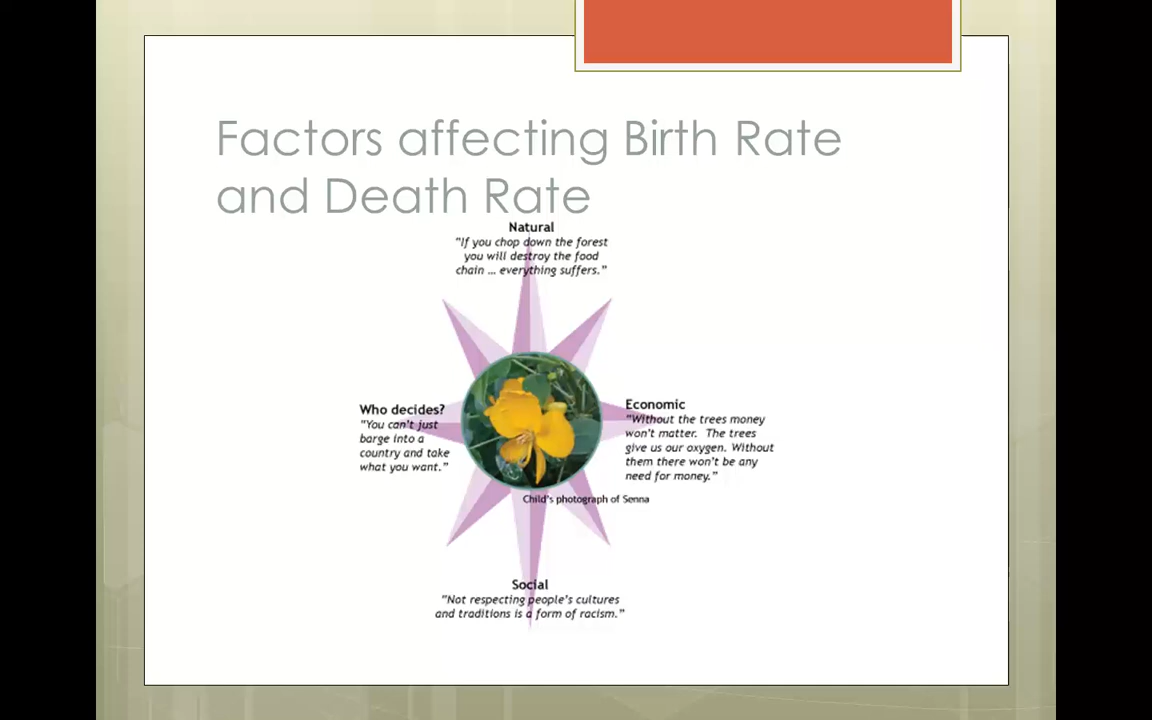 Factors affecting Birth Rate
and Death Rate
Natural
"If you chop down the forest
you will destroy the food
chain ... everything suffers."
Who decides?
"You can't just
barge into a
country and take
what you want."
Economic
"Without the trees money
won't matter. The trees
give us our oxygen. Without
them there won't be any
need for money."
Child's photograph of Senna
Social
"Not respecting people's cultures
and traditions is a form of racism."